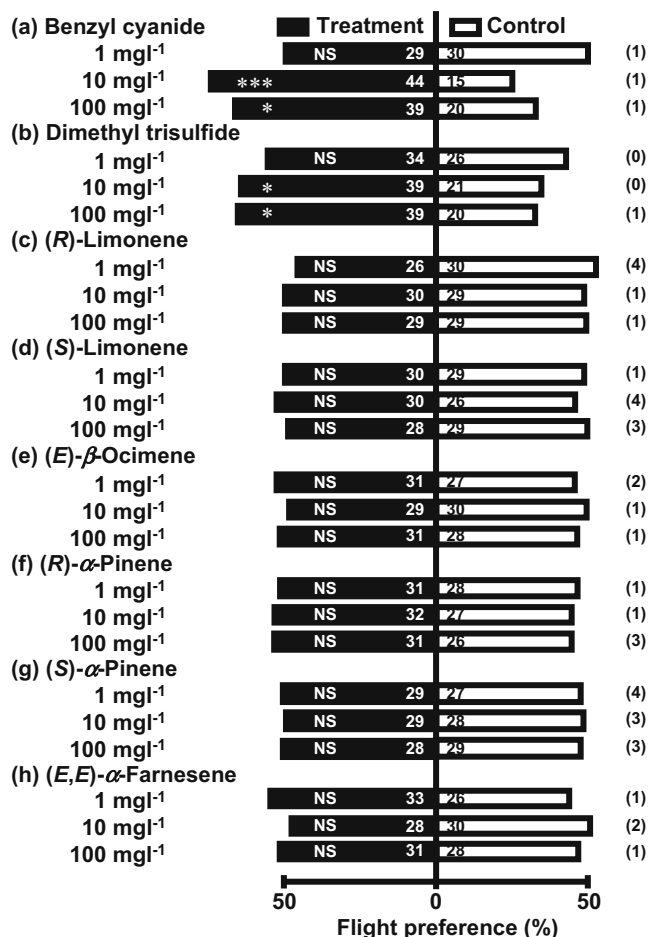 (a) Benzyl cyanide Treatment Control
1 mgl⁻¹ NS 29 30 (1)
10 mgl⁻¹ *** 44 15 (1)
100 mgl⁻¹ * 39 20 (1)
(b) Dimethyl trisulfide
1 mgl⁻¹ NS 34 26 (0)
10 mgl⁻¹ * 39 21 (0)
100 mgl⁻¹ * 39 20 (1)
(c) (R)-Limonene
1 mgl⁻¹ NS 26 30 (4)
10 mgl⁻¹ NS 30 29 (1)
100 mgl⁻¹ NS 29 29 (1)
(d) (S)-Limonene
1 mgl⁻¹ NS 30 29 (1)
10 mgl⁻¹ NS 30 26 (4)
100 mgl⁻¹ NS 28 29 (3)
(e) (E)-β-Ocimene
1 mgl⁻¹ NS 31 27 (2)
10 mgl⁻¹ NS 29 30 (1)
100 mgl⁻¹ NS 31 28 (1)
(f) (R)-α-Pinene
1 mgl⁻¹ NS 31 28 (1)
10 mgl⁻¹ NS 32 27 (1)
100 mgl⁻¹ NS 31 26 (3)
(g) (S)-α-Pinene
1 mgl⁻¹ NS 29 27 (4)
10 mgl⁻¹ NS 29 28 (3)
100 mgl⁻¹ NS 28 29 (3)
(h) (E,E)-α-Farnesene
1 mgl⁻¹ NS 33 26 (1)
10 mgl⁻¹ NS 28 30 (2)
100 mgl⁻¹ NS 31 28 (1)
50 0 50
Flight preference (%)